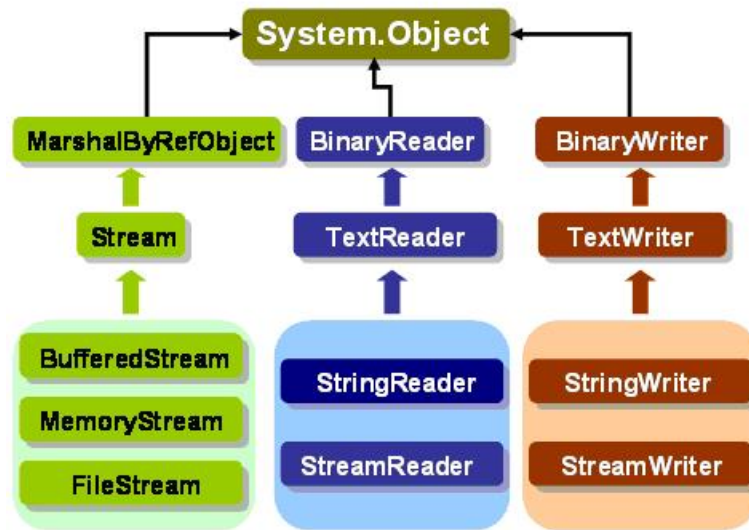 System.Object
MarshalByRefObject BinaryReader BinaryWriter
Stream TextReader TextWriter
BufferedStream StringReader StringWriter
MemoryStream
StreamReader StreamWriter
FileStream